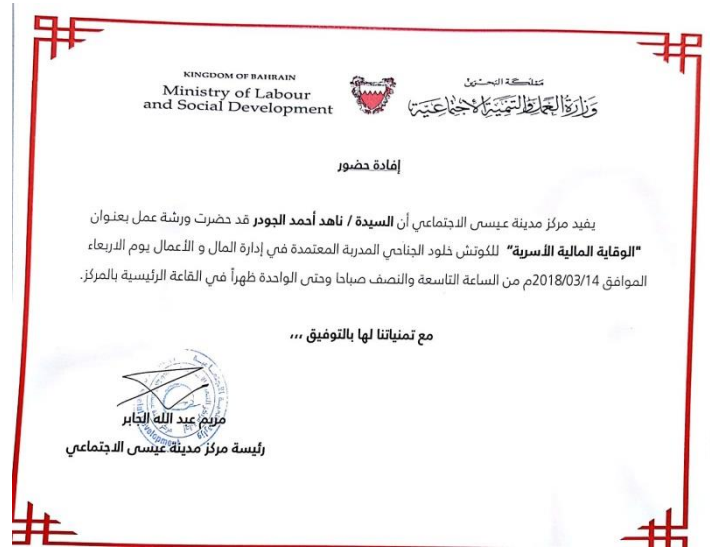 KINGDOM OF BAHRAIN
Ministry of Labour
and Social Development
مملكة البحرين
وزارة العمل والتنمية الاجتماعية
إفادة حضور
يفيد مركز مدينة عيسى الاجتماعي أن السيدة / ناهد أحمد الجودر قد حضرت ورشة عمل بعنوان
"الوقاية المالية الأسرية" للكوتش خلود الجناحي المدربة المعتمدة في إدارة المال و الأعمال يوم الاربعاء
الموافق 2018/03/14م من الساعة التاسعة والنصف صباحا وحتى الواحدة ظهراً في القاعة الرئيسية بالمركز.
مع تمنياتنا لها بالتوفيق ,,,
مريم عبد الله الجابر
رئيسة مركز مدينة عيسى الاجتماعي